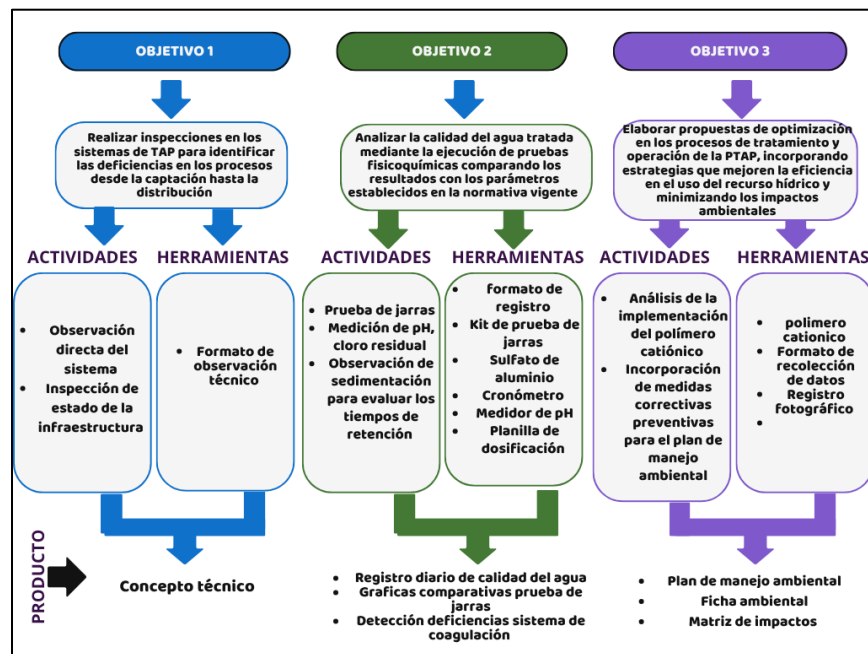 OBJETIVO 1
OBJETIVO 2
OBJETIVO 3
Realizar inspecciones en los
sistemas de TAP para identificar
las deficiencias en los procesos
desde la captación hasta la
distribución
Analizar la calidad del agua tratada
mediante la ejecución de pruebas
fisicoquímicas comparando los
resultados con los parámetros
establecidos en la normativa vigente
Elaborar propuestas de optimización
en los procesos de tratamiento y
operación de la PTAP, incorporando
estrategias que mejoren la eficiencia
en el uso del recurso hídrico y
minimizando los impactos
ambientales
ACTIVIDADES
HERRAMIENTAS
ACTIVIDADES
HERRAMIENTAS
ACTIVIDADES
HERRAMIENTAS
• Observación
directa del
sistema
• Inspección de
estado de la
infraestructura
• Formato de
observación
técnico
• Prueba de jarras
• Medición de pH,
cloro residual
• Observación de
sedimentación
para evaluar los
tiempos de
retención
• formato de
registro
• Kit de prueba de
jarras
• Sulfato de
aluminio
• Cronómetro
• Medidor de pH
• Planilla de
dosificación
• Análisis de la
implementación
del polímero
catiónico
• Incorporación
de medidas
correctivas
preventivas
para el plan de
manejo
ambiental
• polimero
cationico
• Formato de
recolección
de datos
• Registro
fotográfico
•
PRODUCTO
Concepto técnico
• Registro diario de calidad del agua
• Graficas comparativas prueba de
jarras
• Detección deficiencias sistema de
coagulación
• Plan de manejo ambiental
• Ficha ambiental
• Matriz de impactos